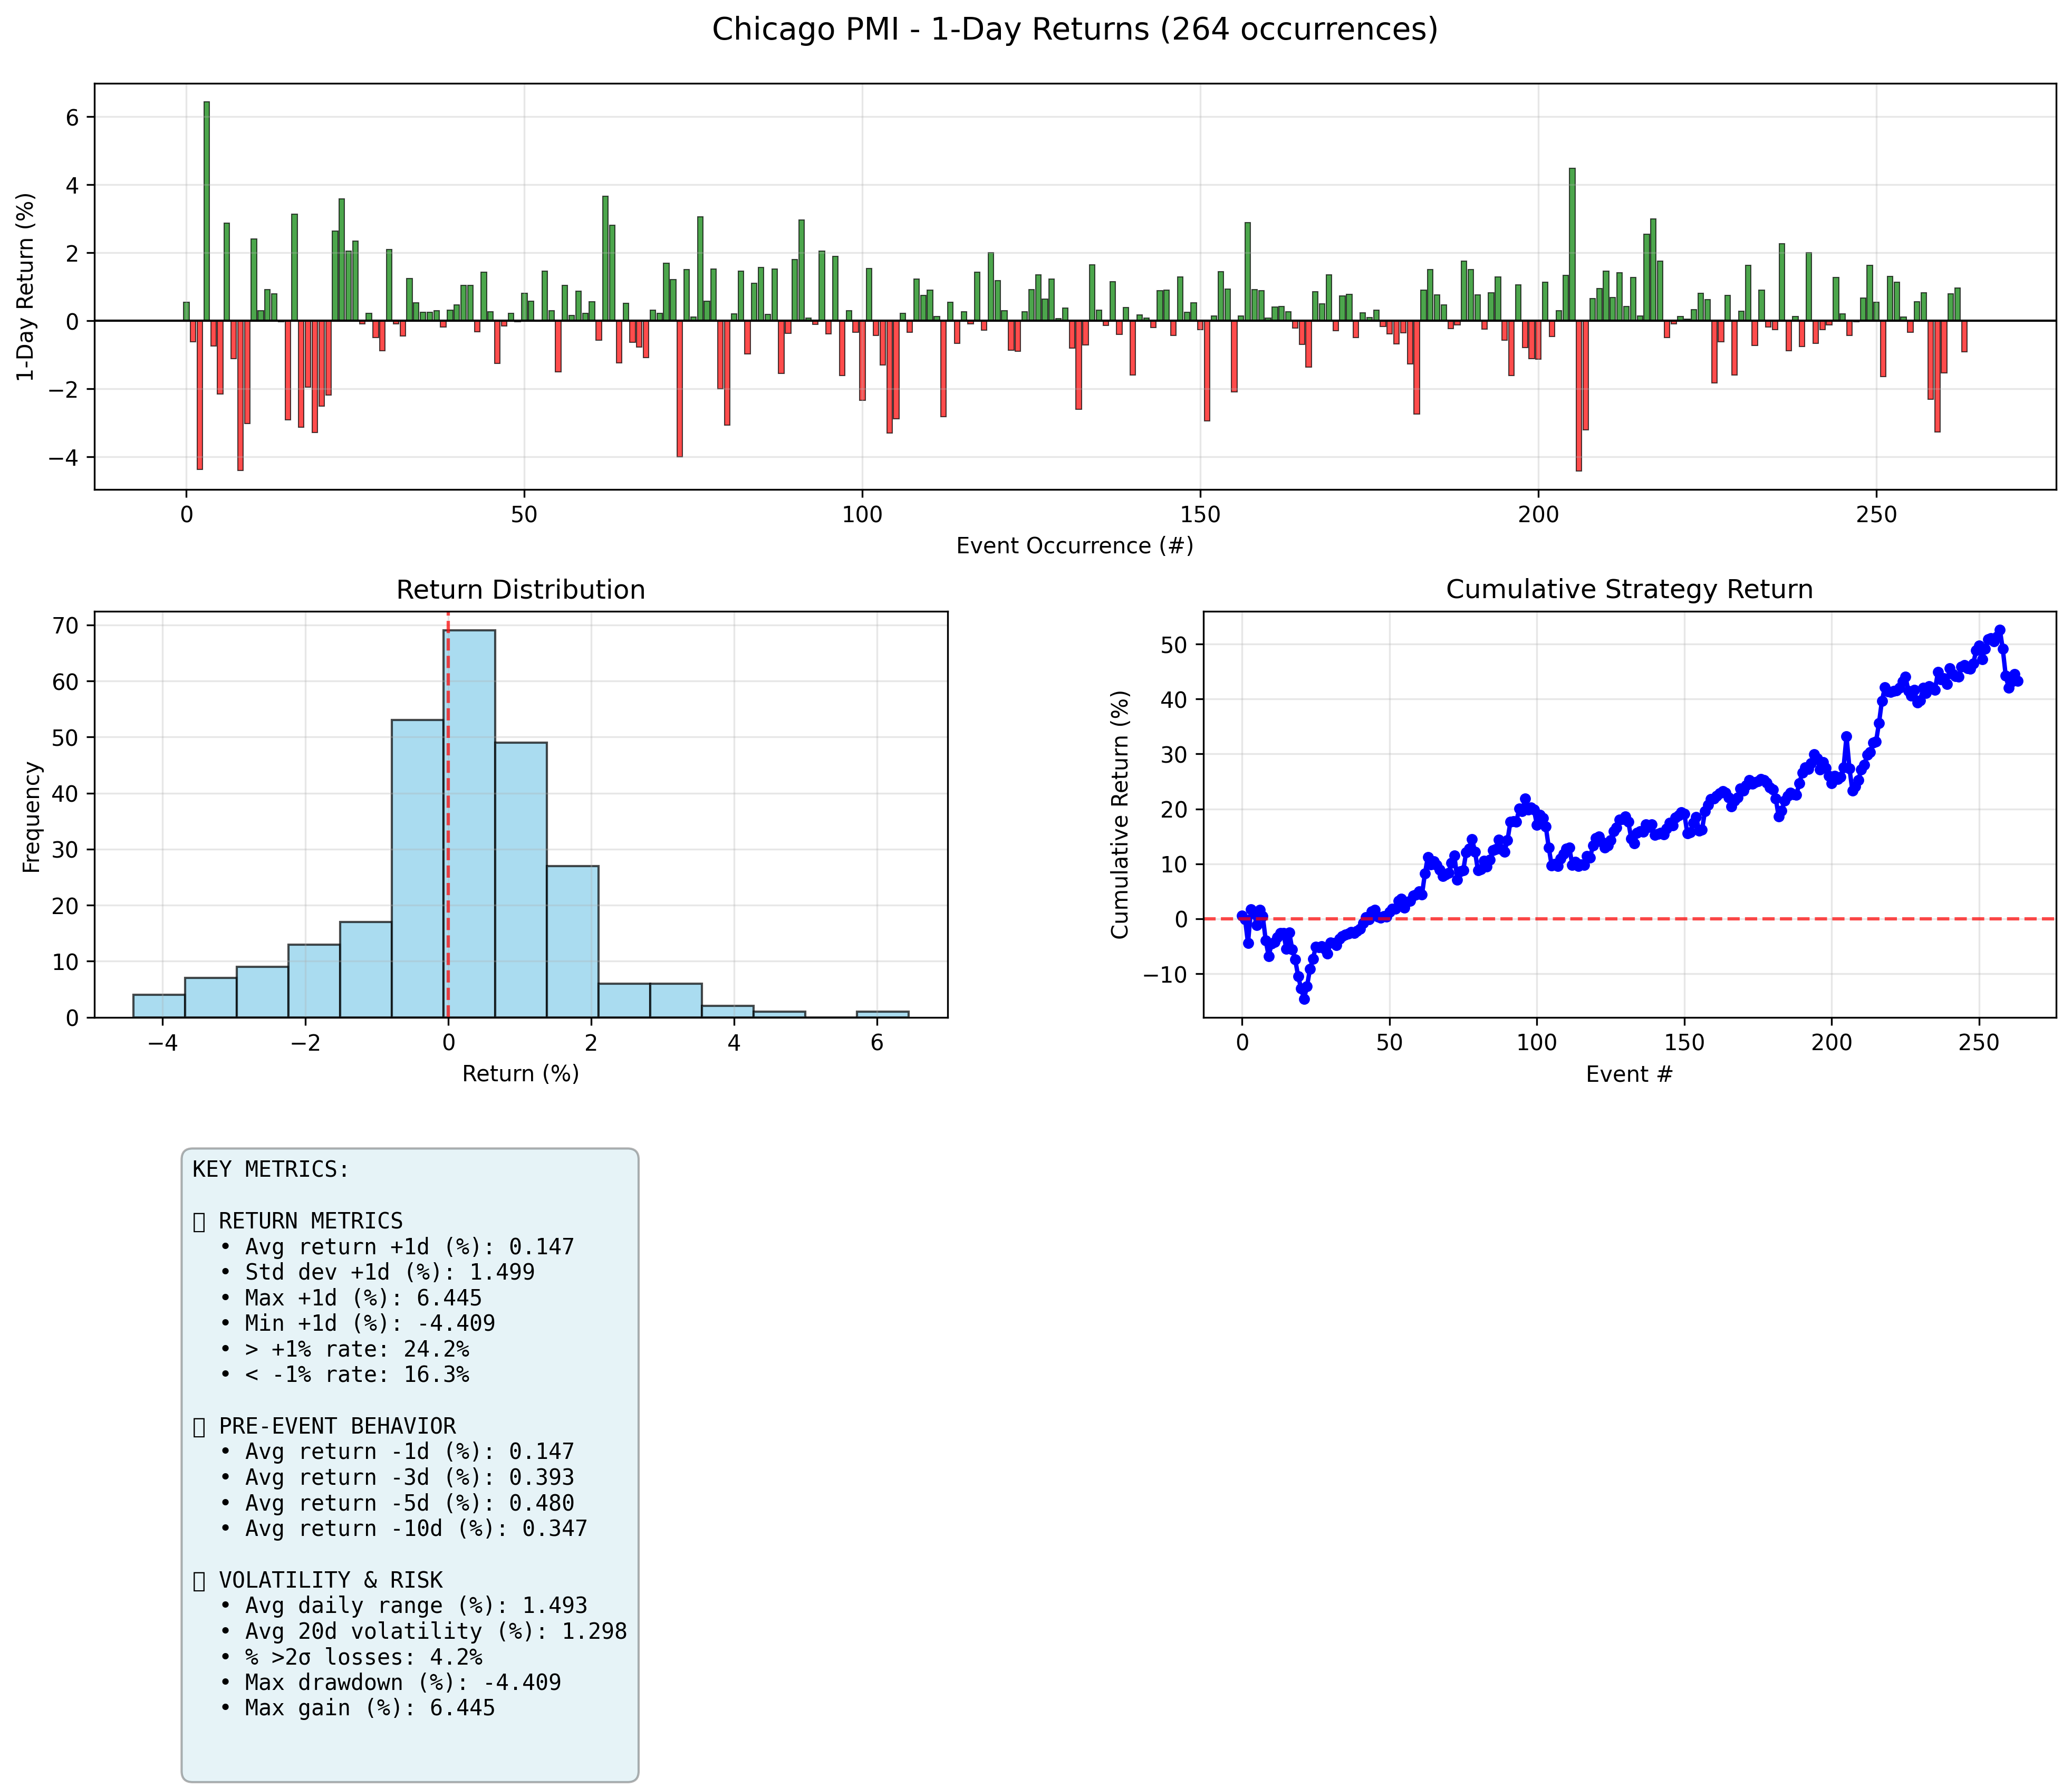 Chicago PMI - 1-Day Returns (264 occurrences)
1-Day Return (%)
6
4
2
0
−2
−4
0 50 100 150 200 250
Event Occurrence (#)
Return Distribution
Frequency
70
60
50
40
30
20
10
0
−4 −2 0 2 4 6
Return (%)
Cumulative Strategy Return
Cumulative Return (%)
50
40
30
20
10
0
−10
0 50 100 150 200 250
Event #
KEY METRICS:
RETURN METRICS
• Avg return +1d (%): 0.147
• Std dev +1d (%): 1.499
• Max +1d (%): 6.445
• Min +1d (%): -4.409
• > +1% rate: 24.2%
• < -1% rate: 16.3%
PRE-EVENT BEHAVIOR
• Avg return -1d (%): 0.147
• Avg return -3d (%): 0.393
• Avg return -5d (%): 0.480
• Avg return -10d (%): 0.347
VOLATILITY & RISK
• Avg daily range (%): 1.493
• Avg 20d volatility (%): 1.298
• % >2σ losses: 4.2%
• Max drawdown (%): -4.409
• Max gain (%): 6.445